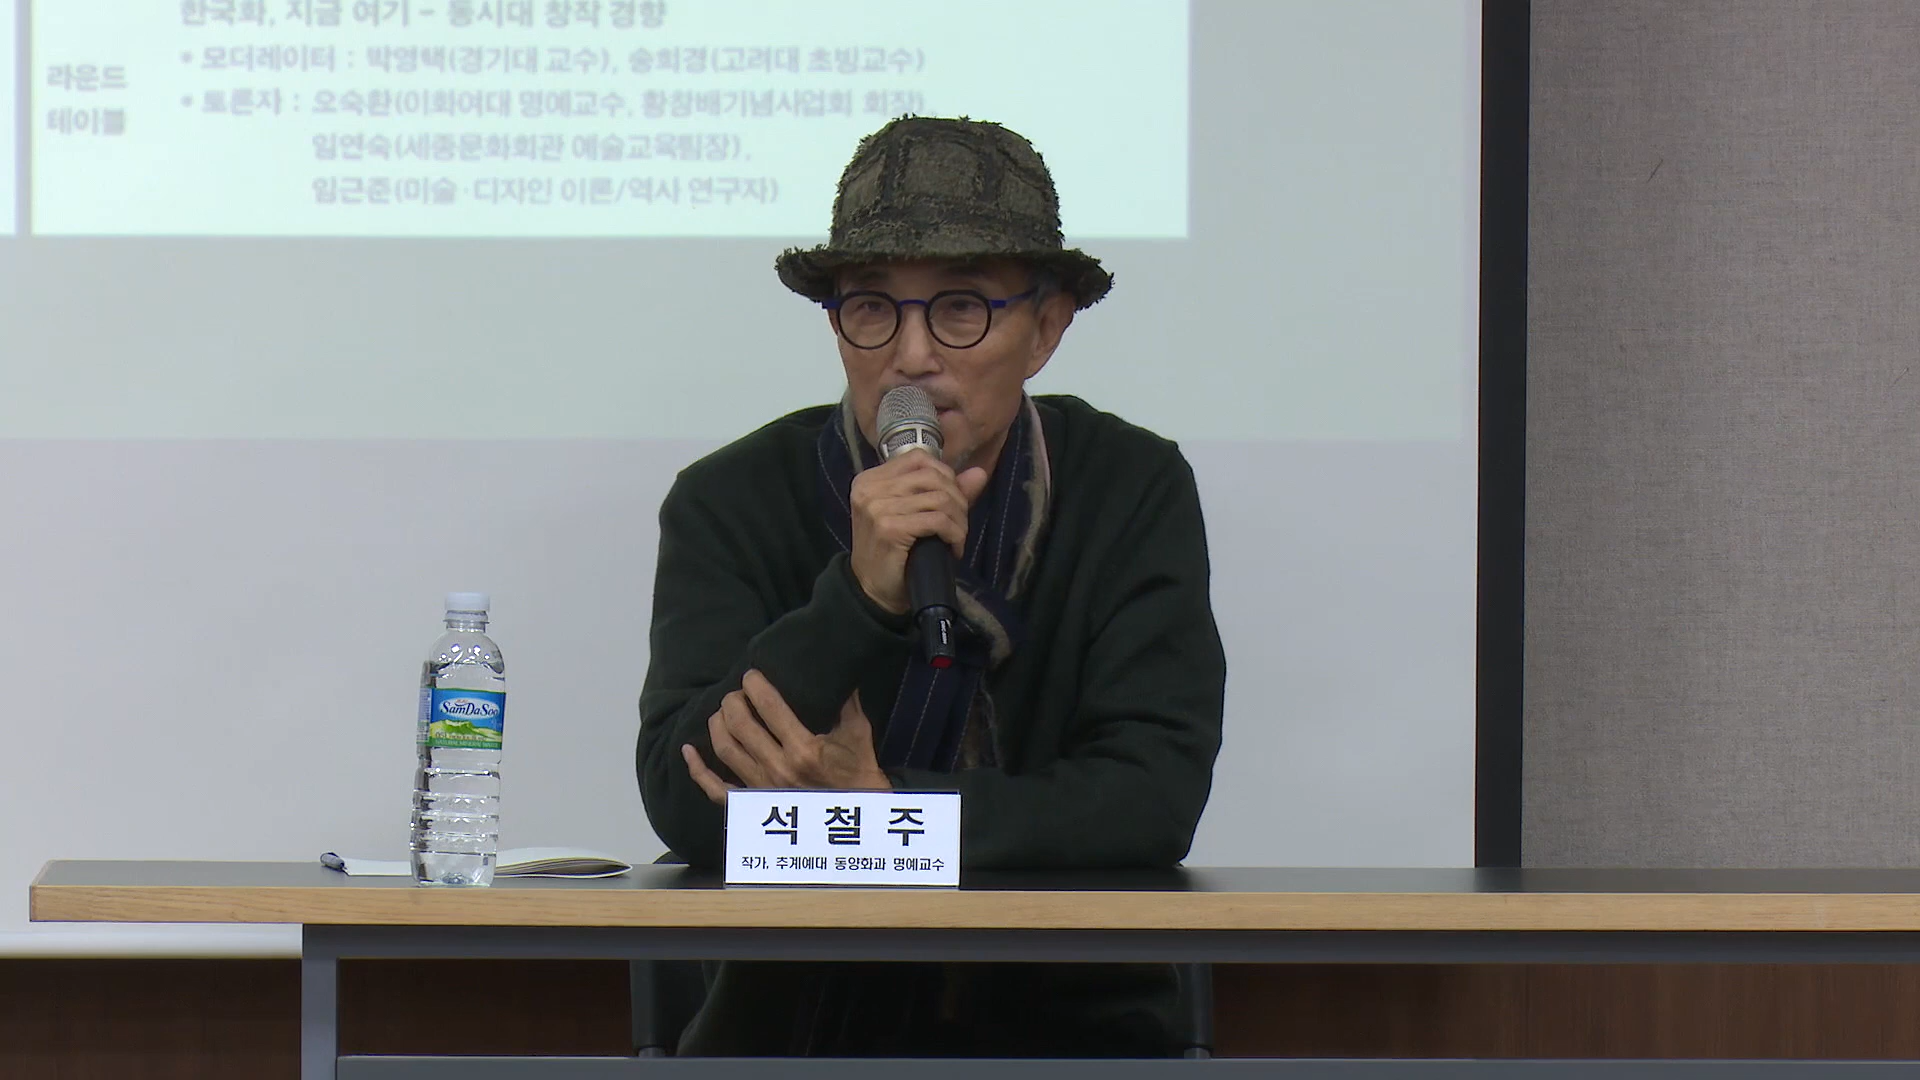 한국화, 지금 여기 - 동시대 창작 경향
* 모더레이터 : 박영택(경기대 교수), 송희경(고려대 초빙교수)
라운드
테이블
* 토론자 : 오숙환(이화여대 명예교수, 황창배기념사업회 회장),
임연숙(세종문화회관 예술교육팀장),
임근준(미술·디자인 이론/역사 연구자)
SamDaSoo
NATURAL MINERAL WATER
석철주
작가, 추계예대 동양화과 명예교수